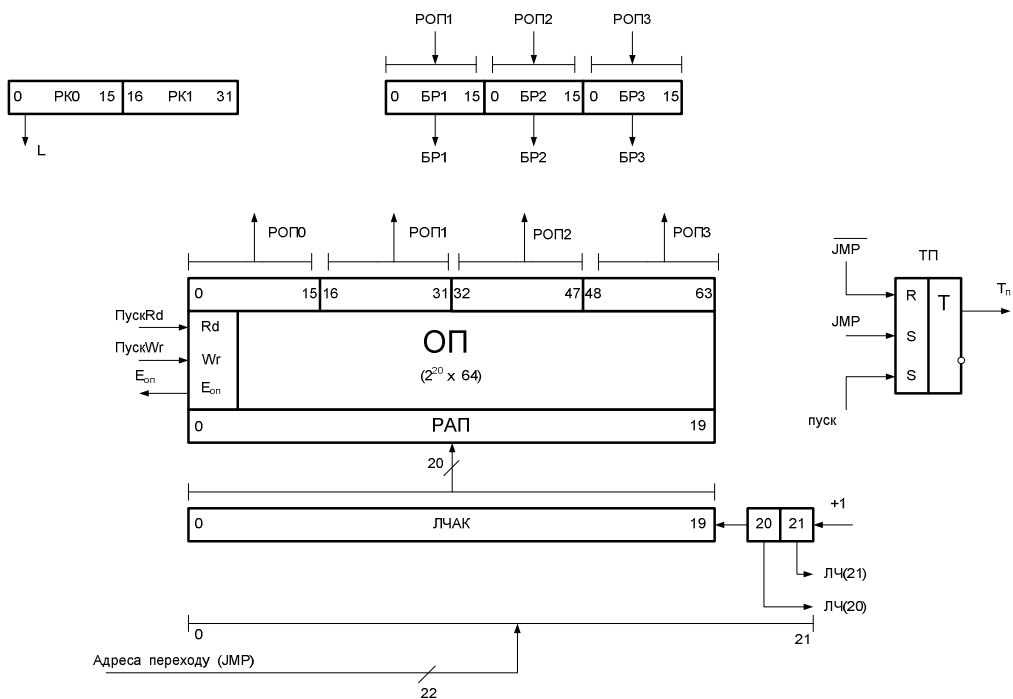 РОП1 РОП2 РОП3
0 РК0 15 16 РК1 31
0 БР1 15 0 БР2 15 0 БР3 15
L
БР1 БР2 БР3
РОП0 РОП1 РОП2 РОП3
JMP
ТП
0 15 16 31 32 47 48 63
R T Tп
ПускRd
Rd
ОП
JMP
S
ПускWr
Wr
(2^20 x 64)
Eоп
Eоп
S
0 РАП 19
пуск
20
+1
0 ЛЧАК 19 20 21
ЛЧ(21)
ЛЧ(20)
0 21
Адреса переходу (JMP)
22